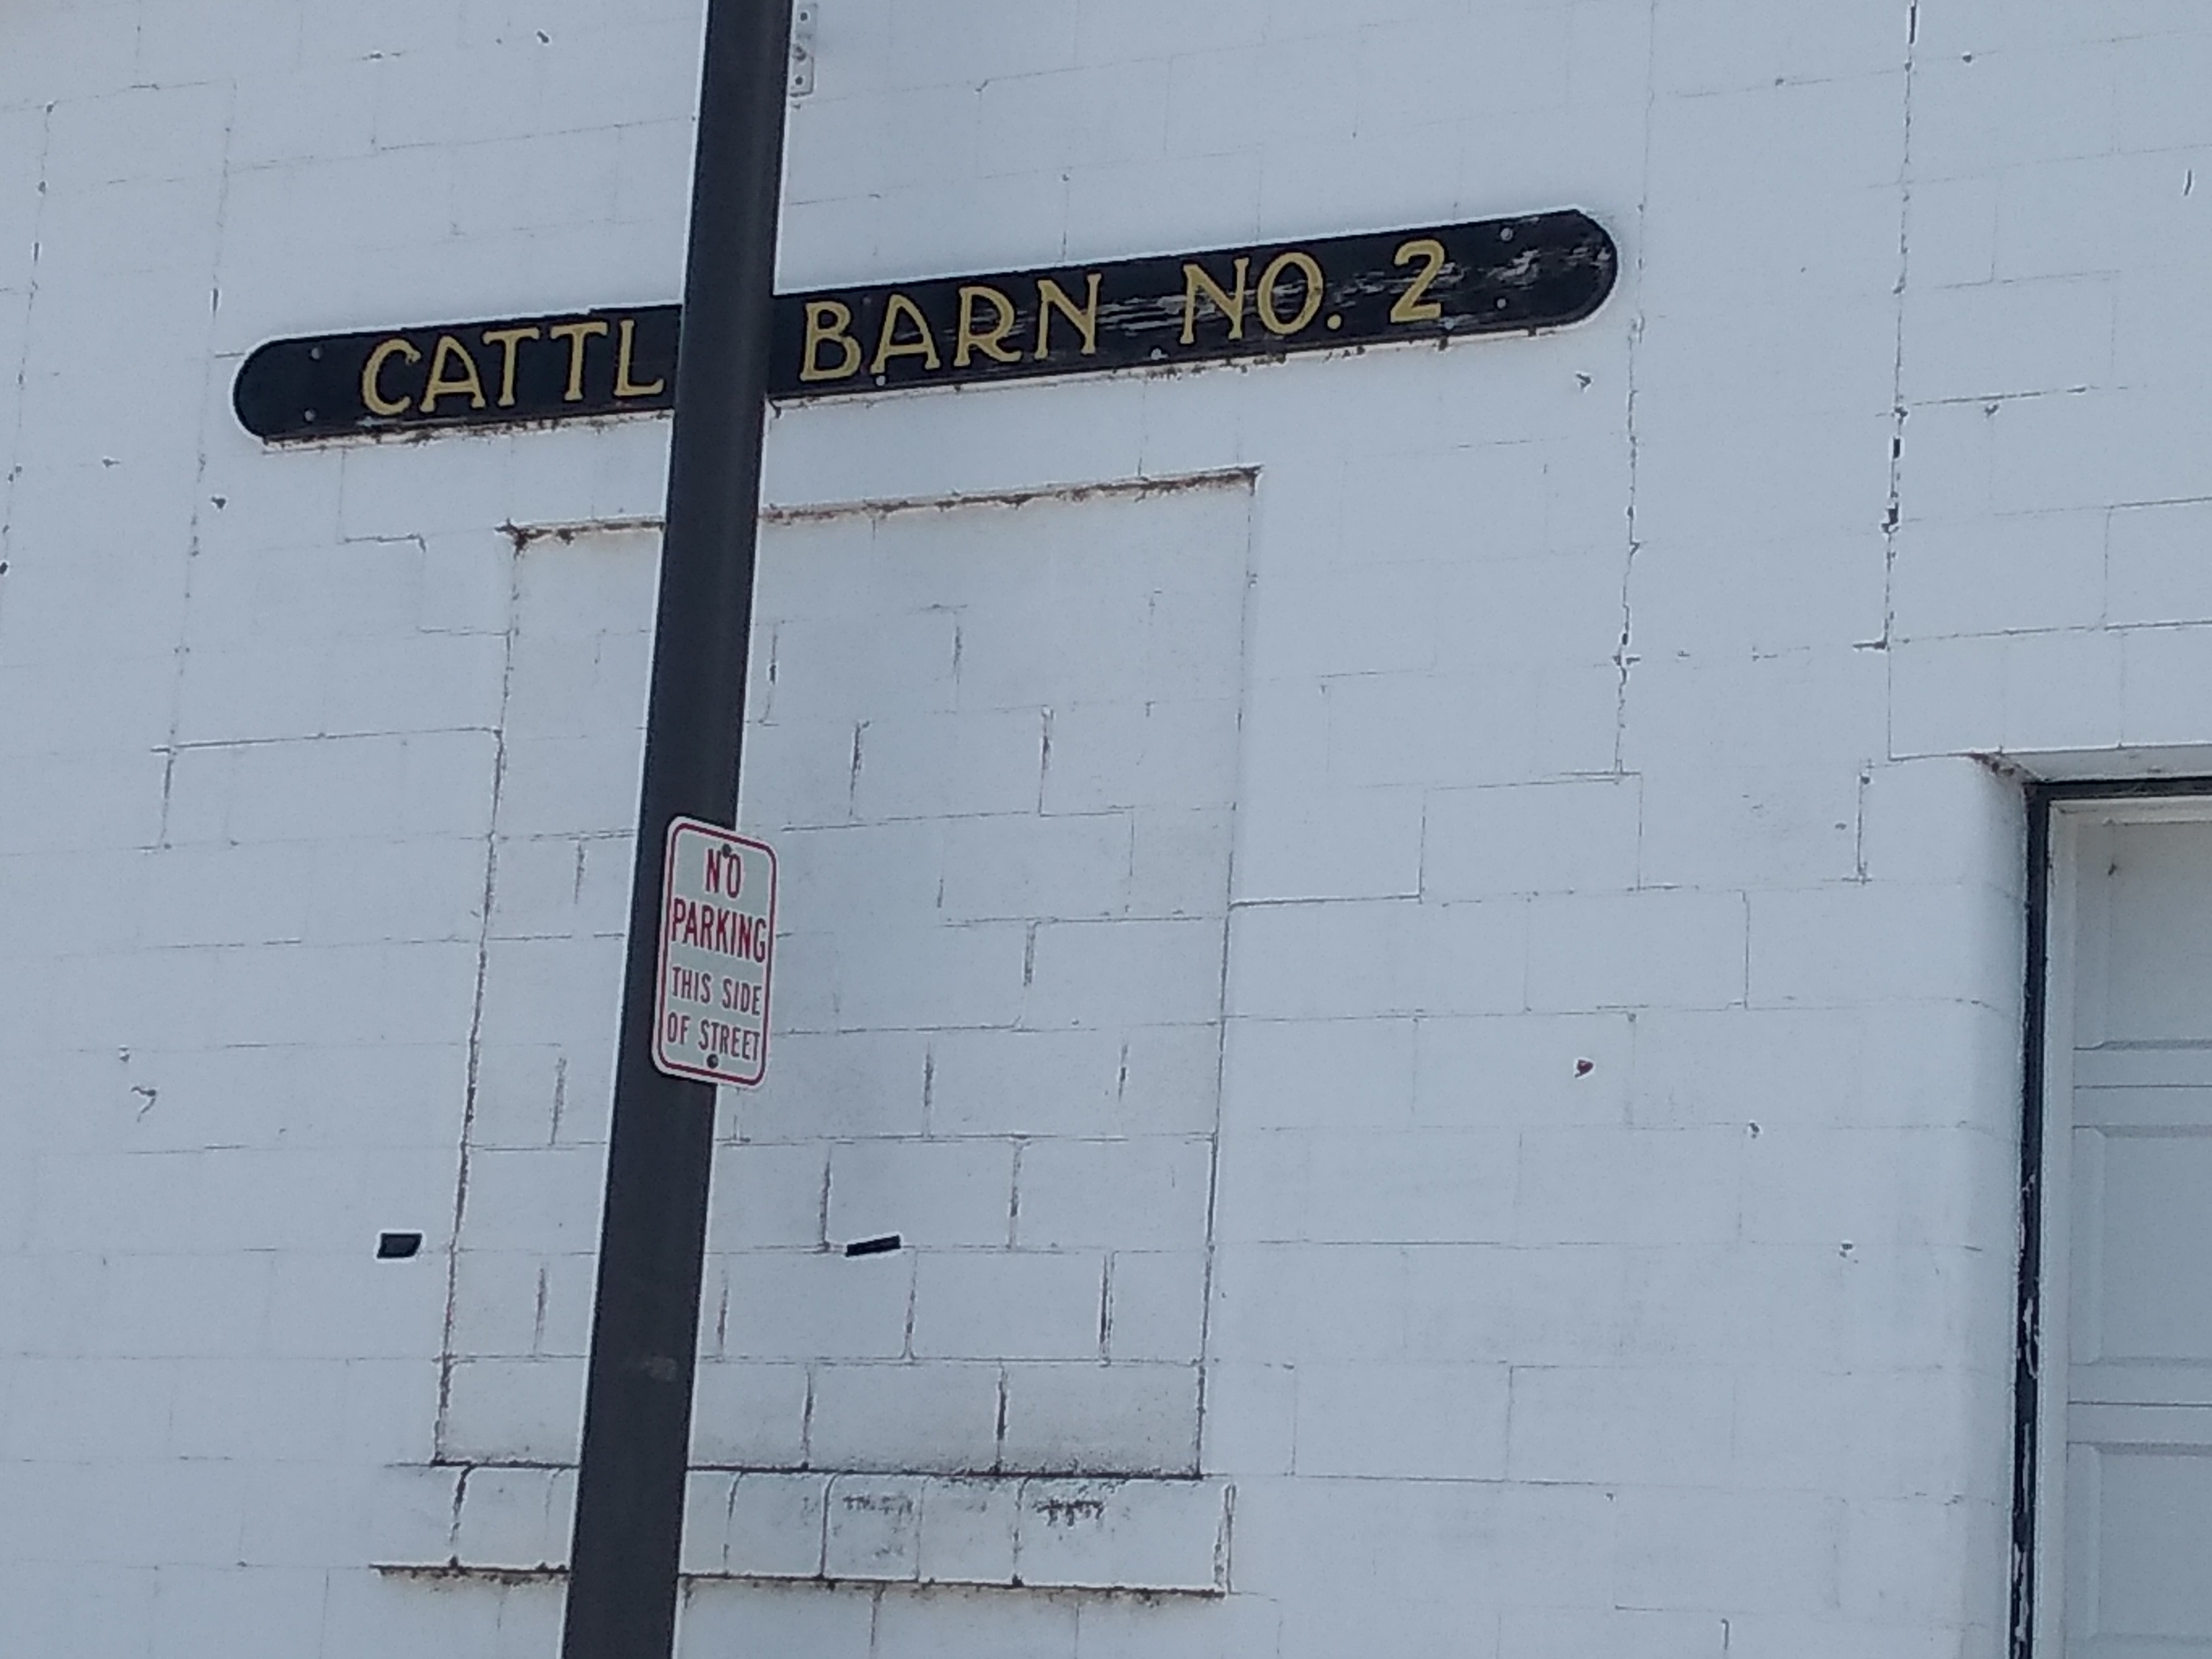 CATTL BARN NO. 2
NO
PARKING
THIS SIDE
OF STREET